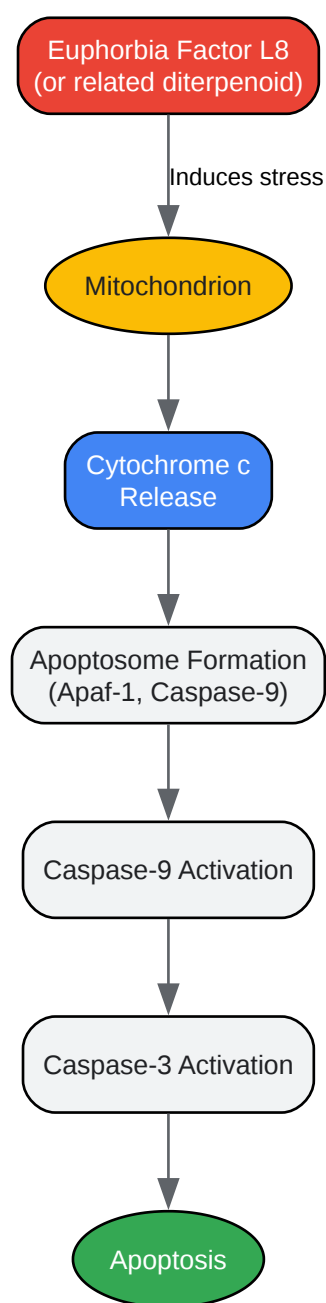 Euphorbia Factor L8
(or related diterpenoid)
Induces stress
Mitochondrion
Cytochrome c
Release
Apoptosome Formation
(Apaf-1, Caspase-9)
Caspase-9 Activation
Caspase-3 Activation
Apoptosis